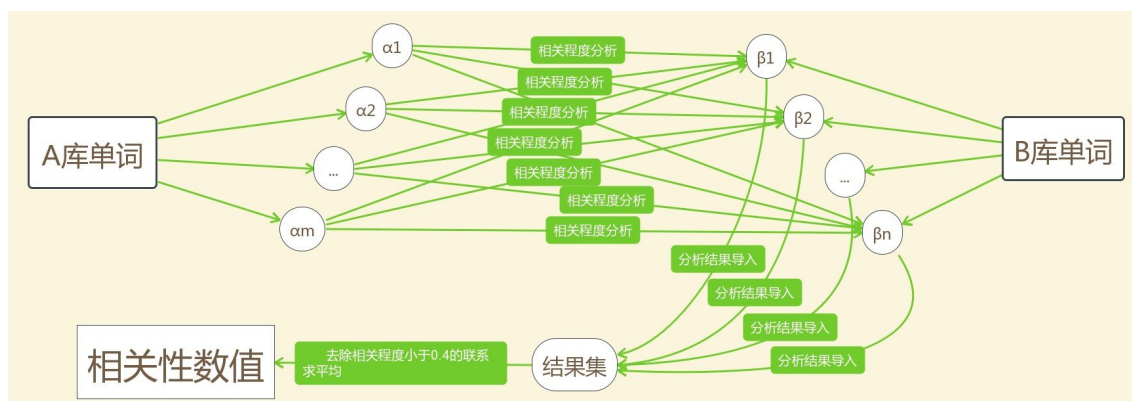 α1
相关程度分析
β1
相关程度分析
α2
相关程度分析
β2
A库单词
相关程度分析
B库单词
...
相关程度分析
...
相关程度分析
αm
相关程度分析
βn
分析结果导入
分析结果导入
分析结果导入
相关性数值
去除相关程度小于0.4的联系
求平均
结果集
分析结果导入